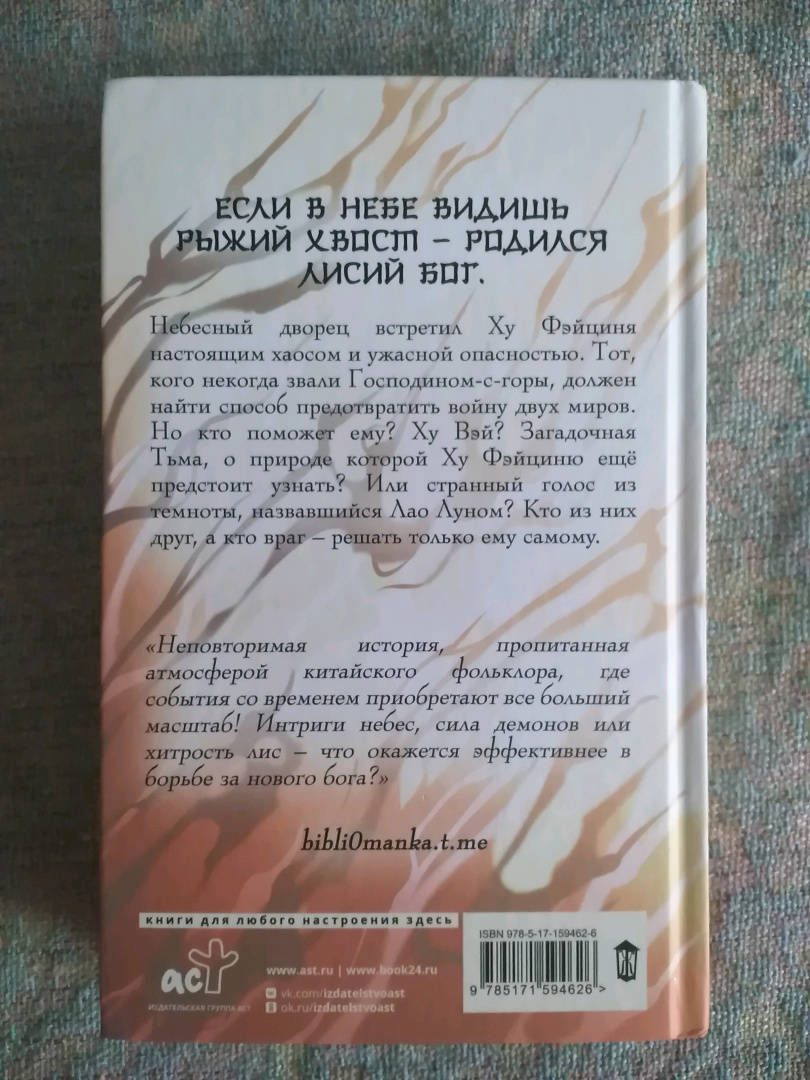 ЕСЛИ В НЕБЕ ВИДИШЬ
РЫЖИЙ ХВОСТ – РОДИЛСЯ
ЛИСИЙ БОГ.
Небесный дворец встретил Ху Фэйциня
настоящим хаосом и ужасной опасностью. Тот,
кого некогда звали Господином-с-горы, должен
найти способ предотвратить войну двух миров.
Но кто поможет ему? Ху Вэй? Загадочная
Тьма, о природе которой Ху Фэйциню ещё
предстоит узнать? Или странный голос из
темноты, назвавшийся Лао Луном? Кто из них
друг, а кто враг – решать только ему самому.
«Неповторимая история, пропитанная
атмосферой китайского фольклора, где
события со временем приобретают все больший
масштаб! Интриги небес, сила демонов или
хитрость лис – что окажется эффективнее в
борьбе за нового бога?»
bibli0manka.t.me
книги для любого настроения здесь
аст
ИЗДАТЕЛЬСКАЯ ГРУППА АСТ
www.ast.ru | www.book24.ru
vk.com/izdatelstvoast
ok.ru/izdatelstvoast
ISBN 978-5-17-159462-6
9 785171 594626>
Ж